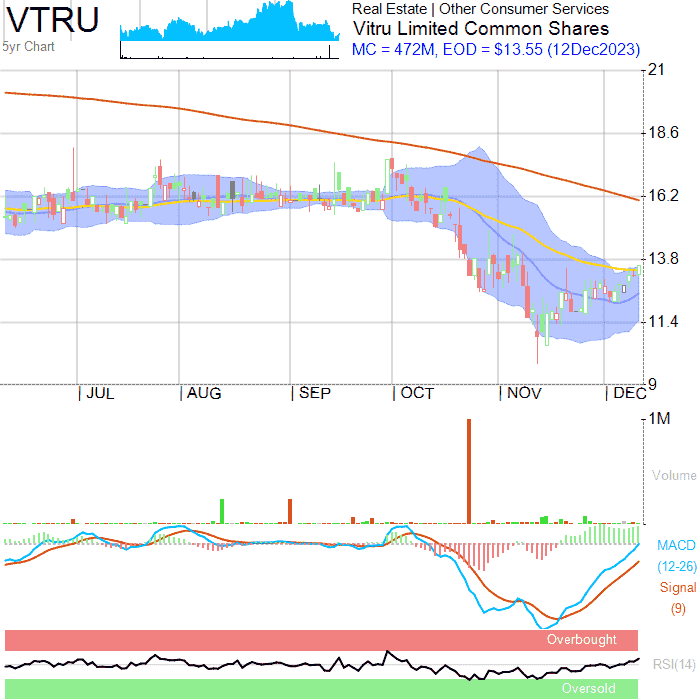 VTRU
5yr Chart
Real Estate | Other Consumer Services
Vitru Limited Common Shares
MC = 472M, EOD = $13.55 (12Dec2023)
21
18.6
16.2
13.8
11.4
9
JUL AUG SEP OCT NOV DEC
1M
Volume
MACD
(12-26)
Signal
(9)
Overbought
RSI(14)
Oversold